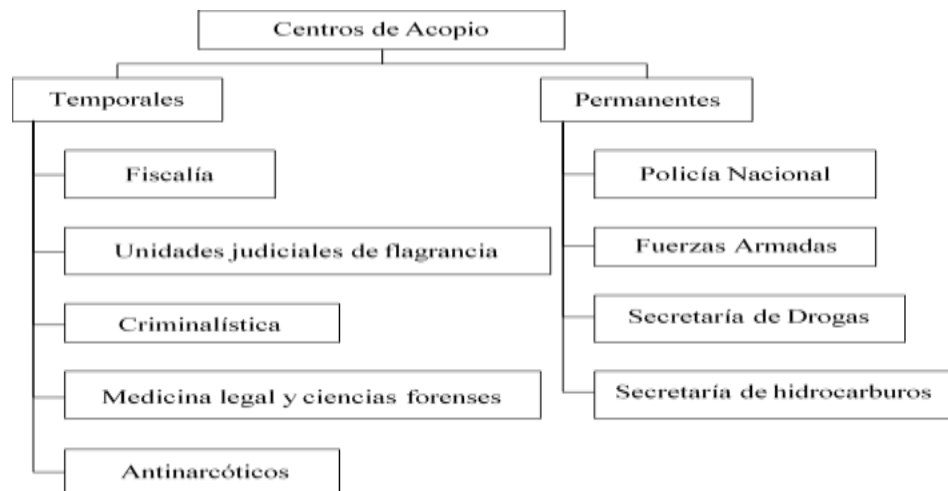 Centros de Acopio
Temporales
Fiscalía
Unidades judiciales de flagrancia
Criminalística
Medicina legal y ciencias forenses
Antinarcóticos
Permanentes
Policía Nacional
Fuerzas Armadas
Secretaría de Drogas
Secretaría de hidrocarburos